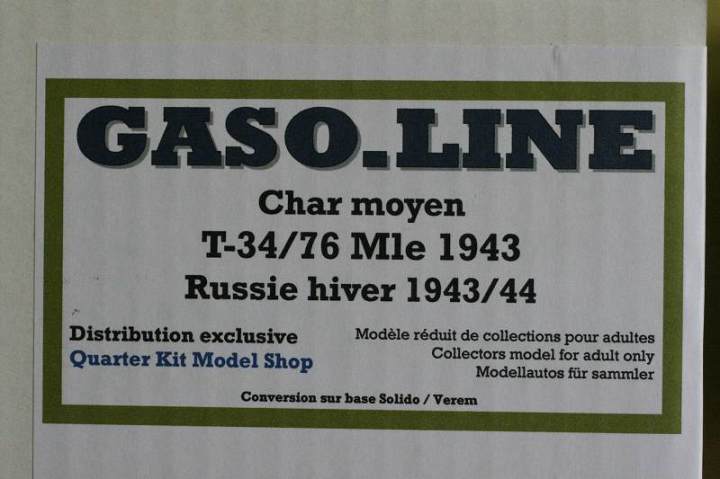 GASO.LINE
Char moyen
T-34/76 Mle 1943
Russie hiver 1943/44
Distribution exclusive
Quarter Kit Model Shop
Modèle réduit de collections pour adultes
Collectors model for adult only
Modellautos für sammler
Conversion sur base Solido / Verem